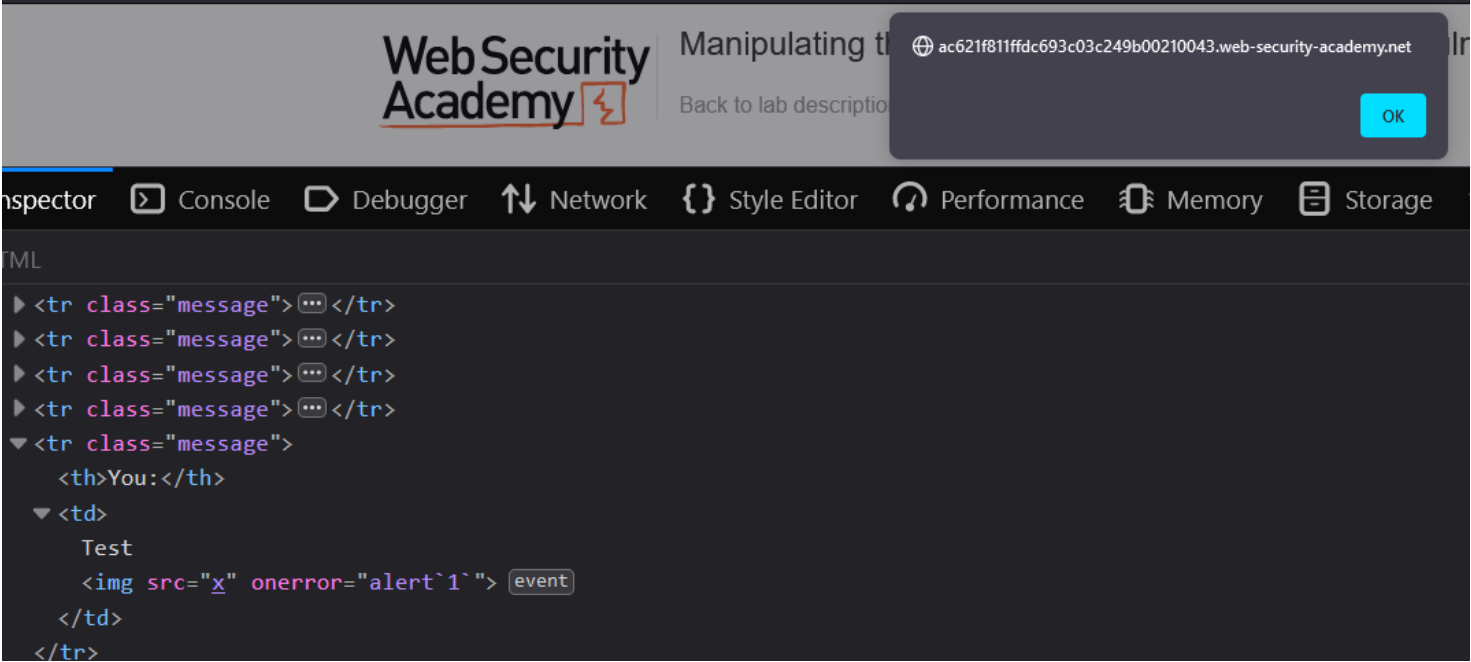 Web Security
Academy
Manipulating t
Back to lab descriptio
ac621f811ffdc693c03c249b00210043.web-security-academy.net
OK
nspector Console Debugger Network {} Style Editor Performance Memory Storage
TML
<tr class="message"></tr>
<tr class="message"></tr>
<tr class="message"></tr>
<tr class="message"></tr>
<tr class="message">
<th>You:</th>
<td>
Test
<img src="x" onerror="alert`1`"> event
</td>
</tr>